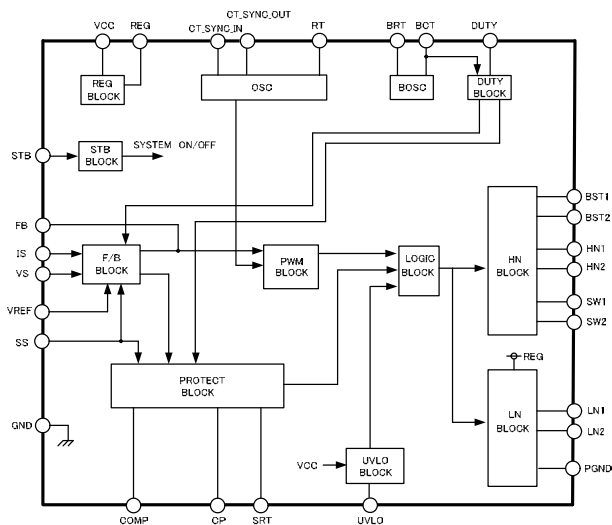 CT_SYNC_OUT
VCC REG CT_SYNC_IN RT BRT BCT DUTY
REG BLOCK
OSC
BOSC
DUTY BLOCK
STB
STB BLOCK
SYSTEM ON/OFF
FB
IS
VS
VREF
SS
GND
F/B BLOCK
PWM BLOCK
LOGIC BLOCK
HN BLOCK
BST1
BST2
HN1
HN2
SW1
SW2
PROTECT BLOCK
REG
LN BLOCK
LN1
LN2
PGND
VCC
UVLO BLOCK
COMP CP SRT UVLO